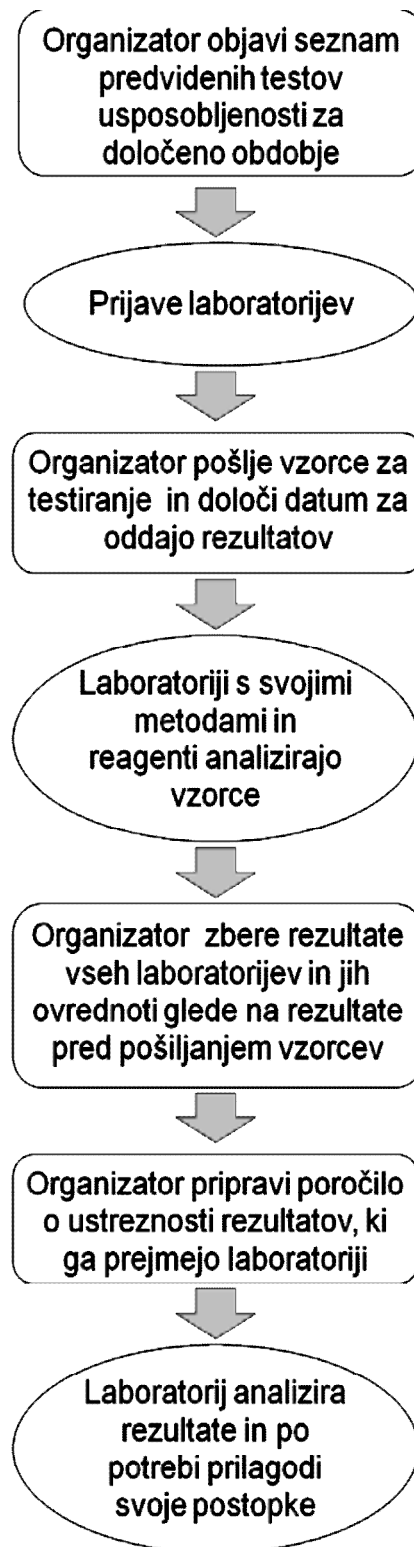 Organizator objavi seznam
predvidenih testov
usposobljenosti za
določeno obdobje
Prijave laboratorijev
Organizator pošlje vzorce za
testiranje in določi datum za
oddajo rezultatov
Laboratoriji s svojimi
metodami in
reagenti analizirajo
vzorce
Organizator zbere rezultate
vseh laboratorijev in jih
ovrednoti glede na rezultate
pred pošiljanjem vzorcev
Organizator pripravi poročilo
o ustreznosti rezultatov, ki
ga prejmejo laboratoriji
Laboratorij analizira
rezultate in po
potrebi prilagodi
svoje postopke